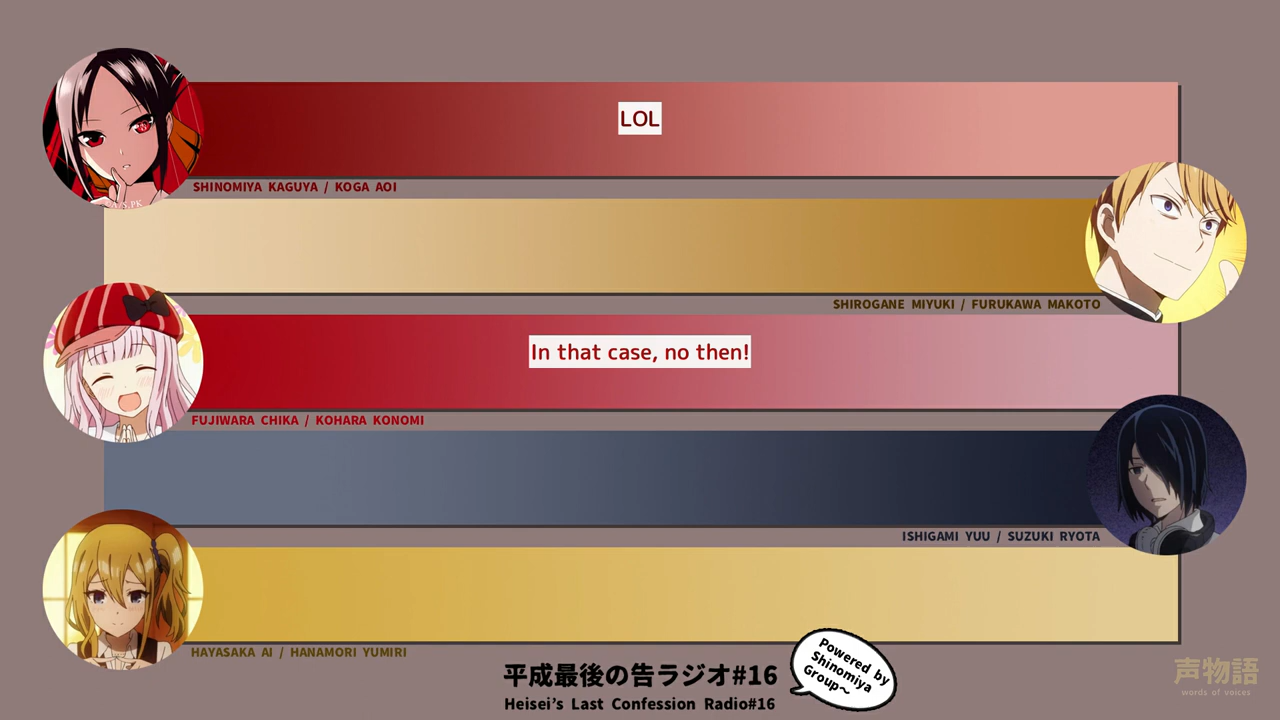 LOL
SHINOMIYA KAGUYA / KOGA AOI
SHIROGANE MIYUKI / FURUKAWA MAKOTO
In that case, no then!
FUJIWARA CHIKA / KOHARA KONOMI
ISHIGAMI YUU / SUZUKI RYOTA
HAYASAKA AI / HANAMORI YUMIRI
平成最後の告ラジオ#16
Heisei's Last Confession Radio#16
Powered by
Shinomiya
Group~
声物語
words of voices